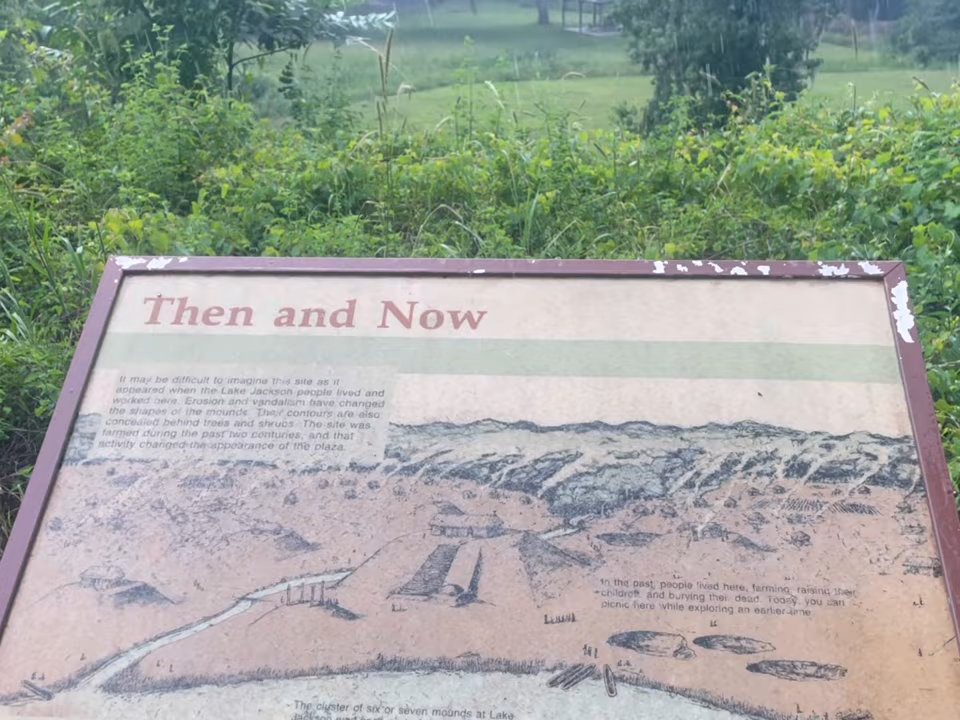 Then and Now
It may be difficult to imagine this site as it
appeared when the Lake Jackson people lived and
worked here. Erosion and vandalism have changed
the shapes of the mounds. Their contours are also
concealed behind trees and shrubs. The site was
farmed during the past two centuries, and that
activity changed the appearance of the plaza.
In the past, people lived here, farming, raising their
children, and burying their dead. Today, you can
picnic here while exploring an earlier time.
The cluster of six or seven mounds at Lake
Jackson